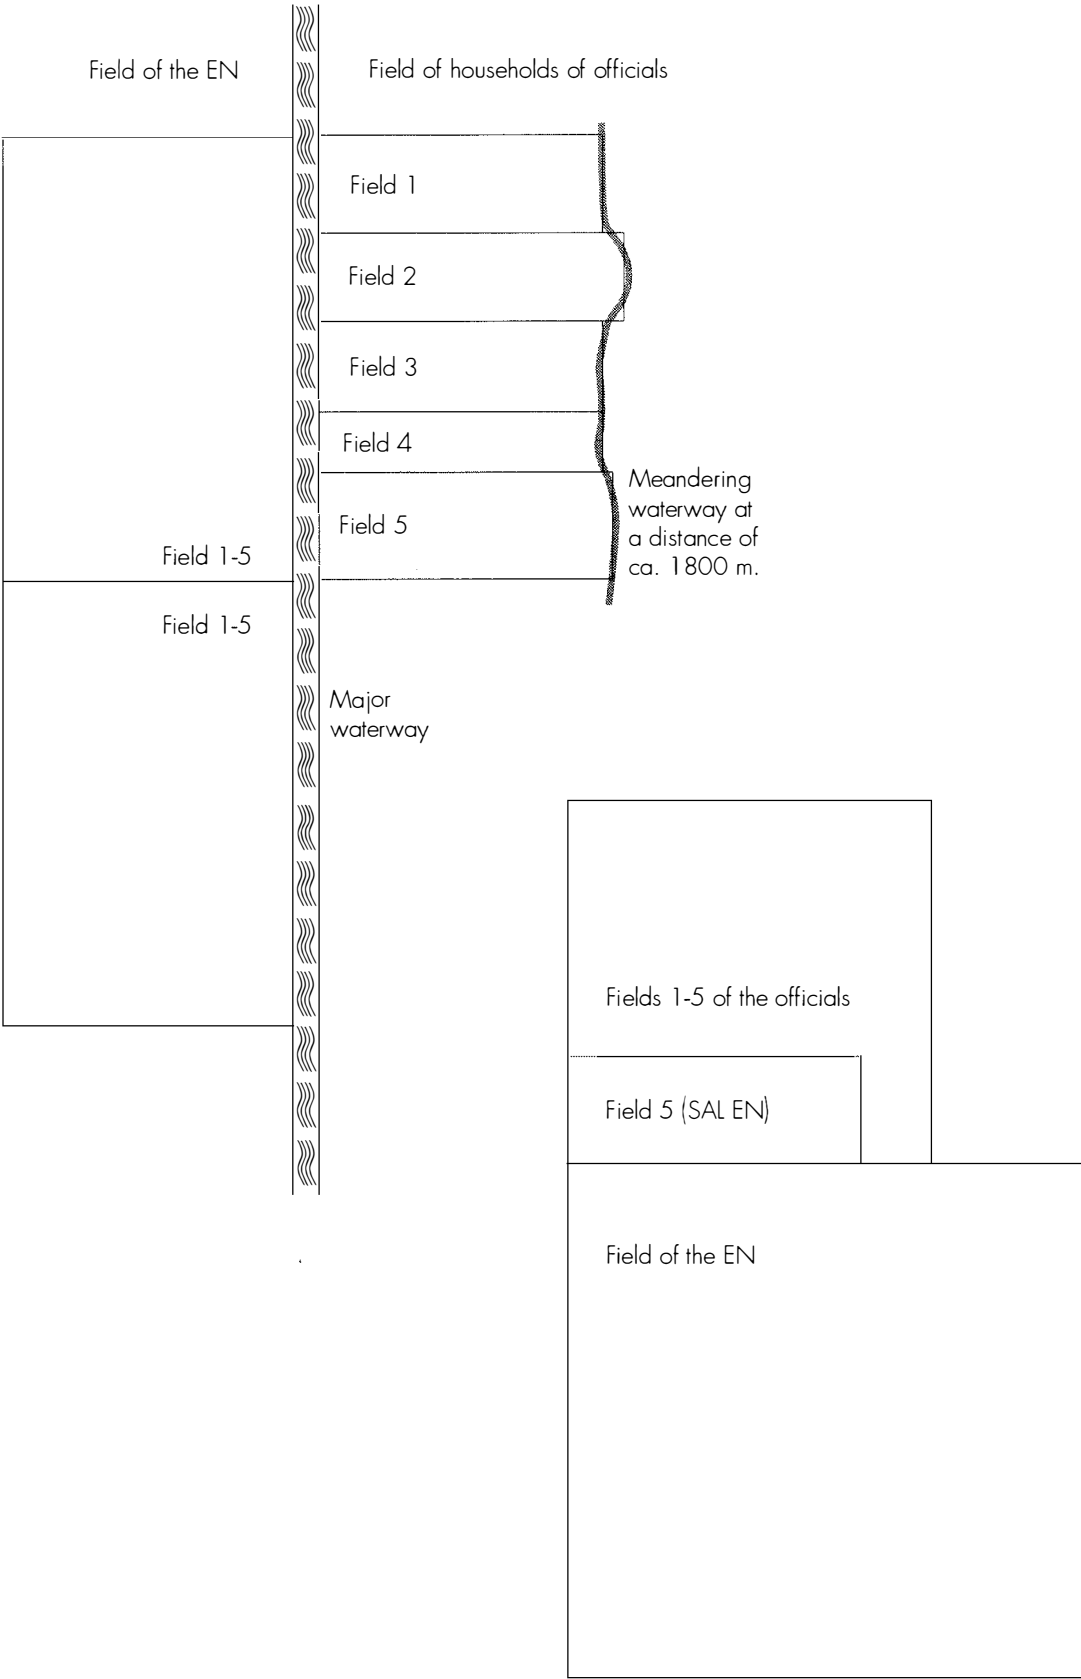 Field of the EN
Field of households of officials
Field 1
Field 2
Field 3
Field 4
Field 5
Meandering
waterway at
a distance of
ca. 1800 m.
Field 1-5
Field 1-5
Major
waterway
Fields 1-5 of the officials
Field 5 (SAL EN)
Field of the EN